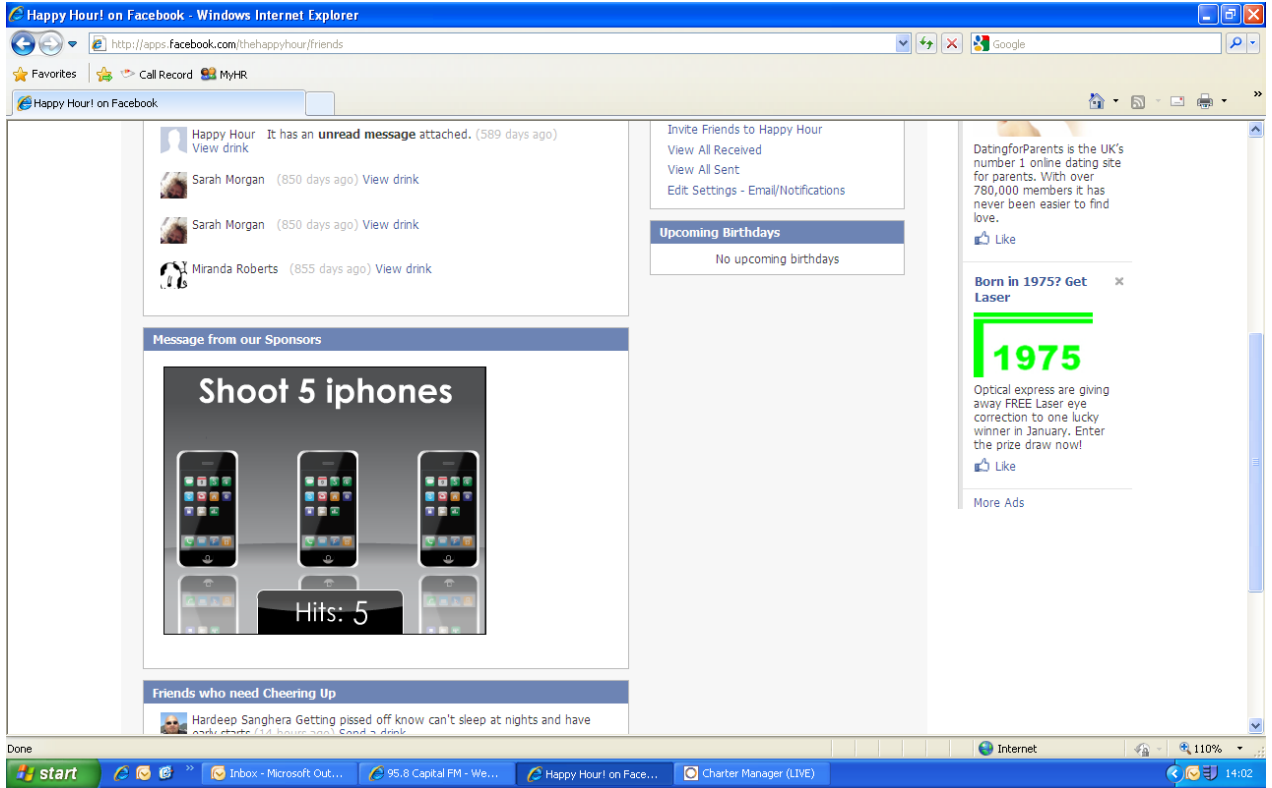 Happy Hour! on Facebook - Windows Internet Explorer
http://apps.facebook.com/thehappyhour/friends
Google
Favorites Call Record MyHR
Happy Hour! on Facebook
Happy Hour It has an unread message attached. (589 days ago)
View drink
Sarah Morgan (850 days ago) View drink
Sarah Morgan (850 days ago) View drink
Miranda Roberts (855 days ago) View drink
Message from our Sponsors
Shoot 5 iphones
Hits: 5
Friends who need Cheering Up
Hardeep Sanghera Getting pissed off know can't sleep at nights and have
early starts (14 hours ago) Send a drink
Invite Friends to Happy Hour
View All Received
View All Sent
Edit Settings - Email/Notifications
Upcoming Birthdays
No upcoming birthdays
DatingforParents is the UK's
number 1 online dating site
for parents. With over
780,000 members it has
never been easier to find
love.
Like
Born in 1975? Get
Laser
1975
Optical express are giving
away FREE Laser eye
correction to one lucky
winner in January. Enter
the prize draw now!
Like
More Ads
Done
Internet
110%
start
Inbox - Microsoft Out...
95.8 Capital FM - We...
Happy Hour! on Face...
Charter Manager (LIVE)
14:02